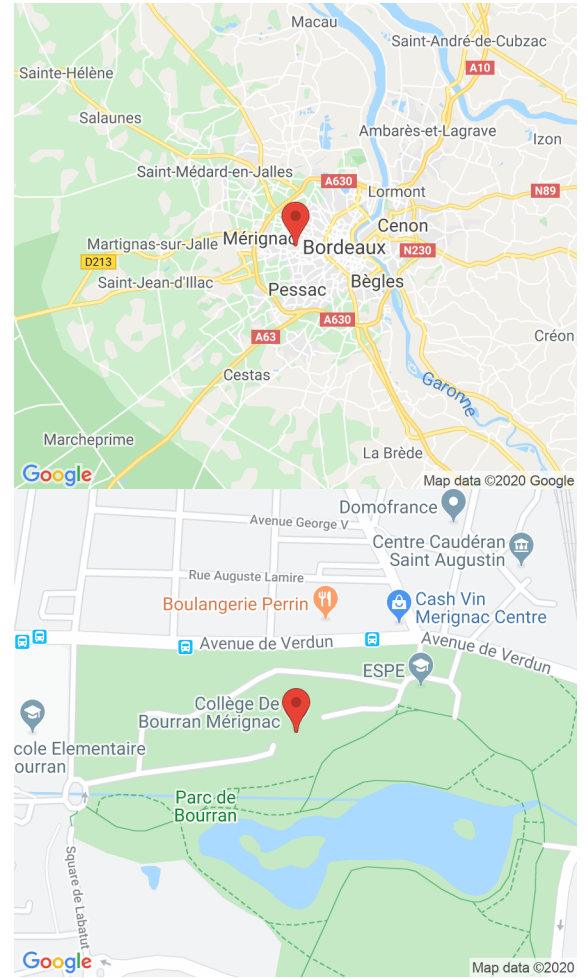 Macau
Saint-André-de-Cubzac
A10
Sainte-Hélène
Salaunes
Ambarès-et-Lagrave
Izon
Saint-Médard-en-Jalles
A630
Lormont
N89
Cenon
Mérignac
Bordeaux
Martignas-sur-Jalle
N230
D213
Saint-Jean-d'Illac
Bègles
Pessac
A630
A63
Créon
Cestas
Garonne
Marcheprime
La Brède
Google
Map data ©2020 Google
Domofrance
Avenue George V
Centre Caudéran
Saint Augustin
Rue Auguste Lamire
Boulangerie Perrin
Cash Vin
Merignac Centre
Avenue de Verdun
Avenue de Verdun
ESPE
Collège De
Bourran Mérignac
cole Elementaire
ourran
Parc de
Bourran
Square de Labatut
Google
Map data ©2020